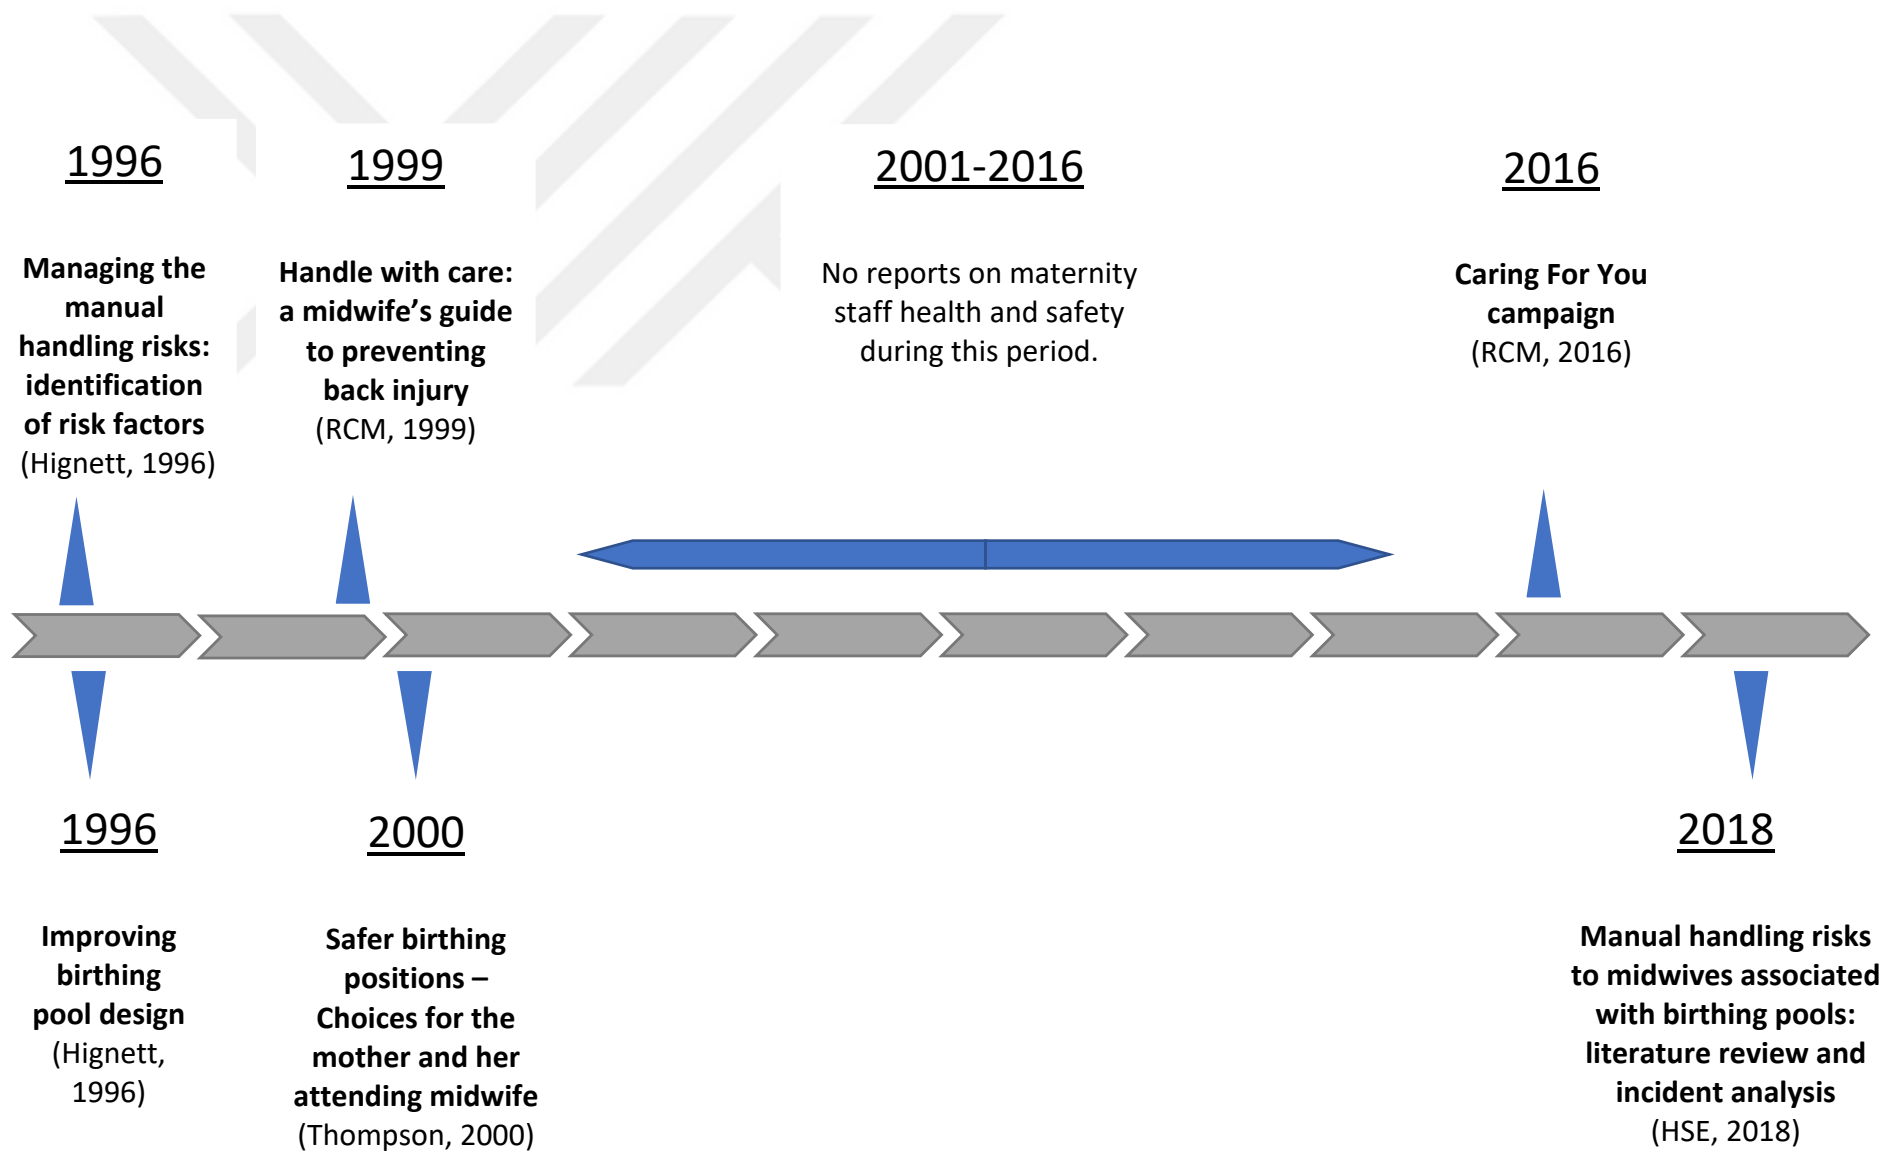 1996
Managing the
manual
handling risks:
identification
of risk factors
(Hignett, 1996)
1999
Handle with care:
a midwife’s guide
to preventing
back injury
(RCM, 1999)
2001-2016
No reports on maternity
staff health and safety
during this period.
2016
Caring For You
campaign
(RCM, 2016)
1996
Improving
birthing
pool design
(Hignett,
1996)
2000
Safer birthing
positions –
Choices for the
mother and her
attending midwife
(Thompson, 2000)
2018
Manual handling risks
to midwives associated
with birthing pools:
literature review and
incident analysis
(HSE, 2018)